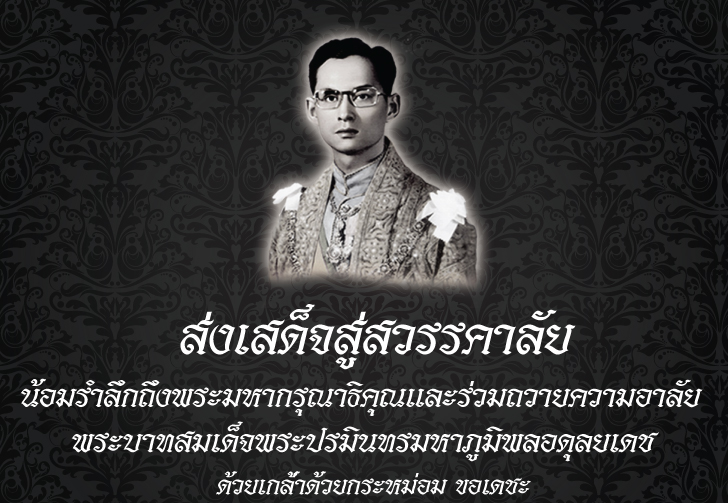 ส่งเสด็จสู่สวรรคาลัย
น้อมรำลึกถึงพระมหากรุณาธิคุณและร่วมถวายความอาลัย
พระบาทสมเด็จพระปรมินทรมหาภูมิพลอดุลยเดช
ด้วยเกล้าด้วยกระหม่อม ขอเดชะ